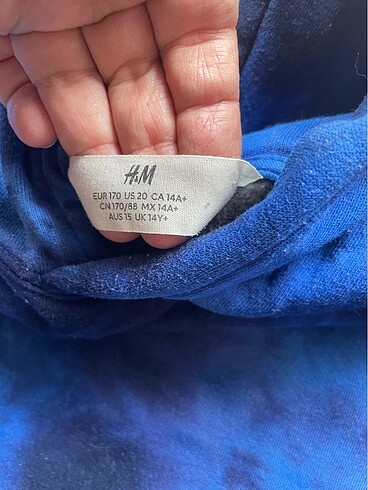 H&M
EUR 170 US 20 CA 14A+
CN 170/88 MX 14A+
AUS 15 UK 14Y+